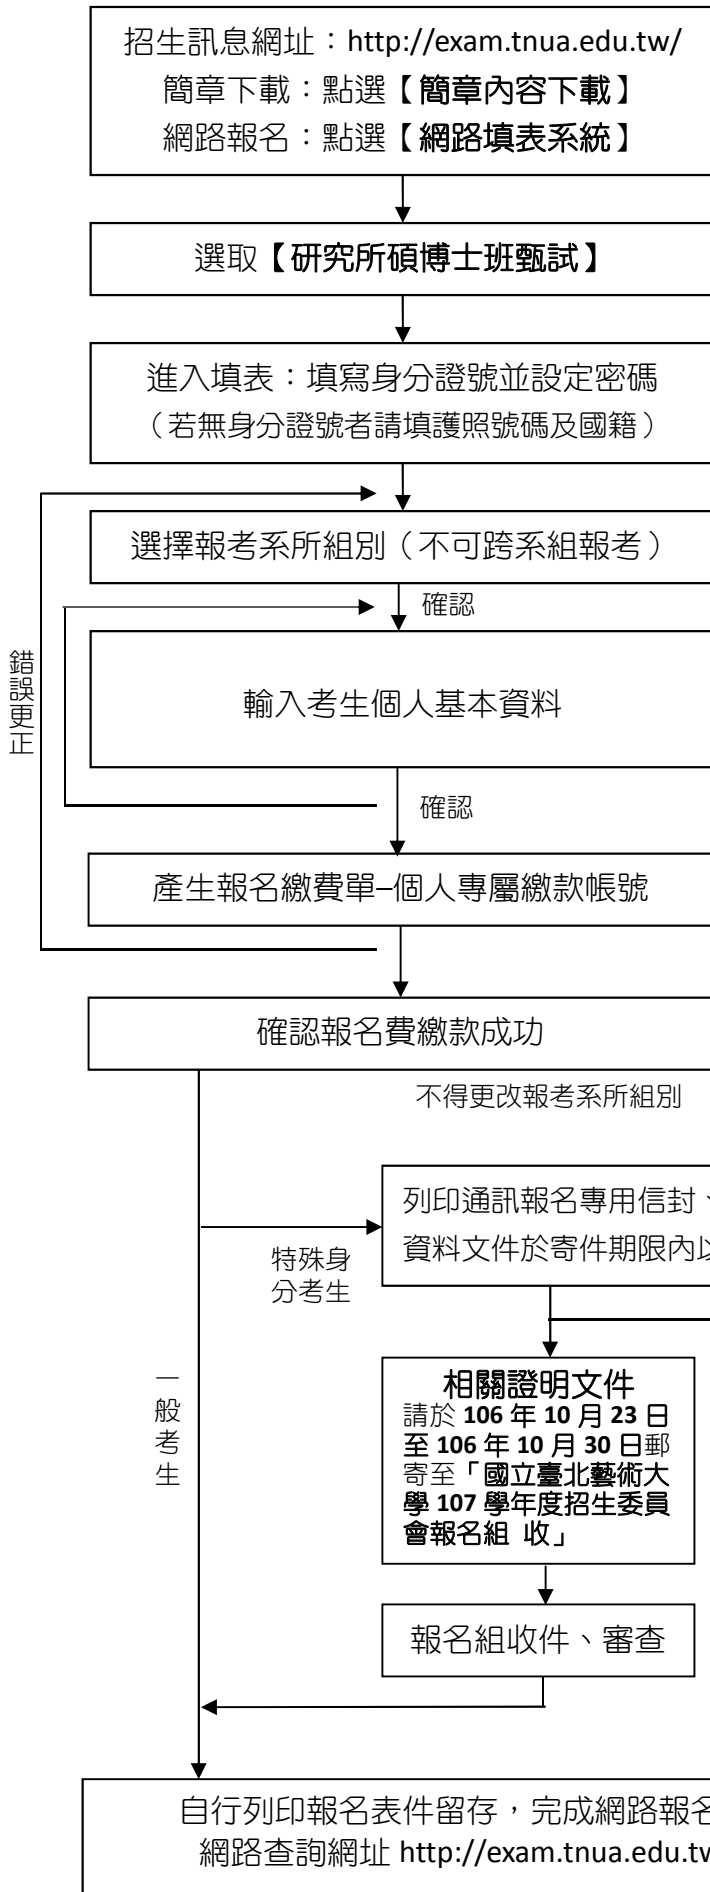 招生訊息網址：http://exam.tnua.edu.tw/
簡章下載：點選【簡章內容下載】
網路報名：點選【網路填表系統】
選取【研究所碩博士班甄試】
進入填表：填寫身分證號並設定密碼
（若無身分證號者請填護照號碼及國籍）
選擇報考系所組別（不可跨系組報考）
確認
錯誤更正
輸入考生個人基本資料
確認
產生報名繳費單–個人專屬繳款帳號
確認報名費繳款成功
不得更改報考系所組別
列印通訊報名專用信封、
資料文件於寄件期限內以
特殊身
分考生
一般考生
相關證明文件
請於 106 年 10 月 23 日
至 106 年 10 月 30 日郵
寄至「國立臺北藝術大
學 107 學年度招生委員
會報名組 收」
報名組收件、審查
自行列印報名表件留存，完成網路報名
網路查詢網址 http://exam.tnua.edu.tw